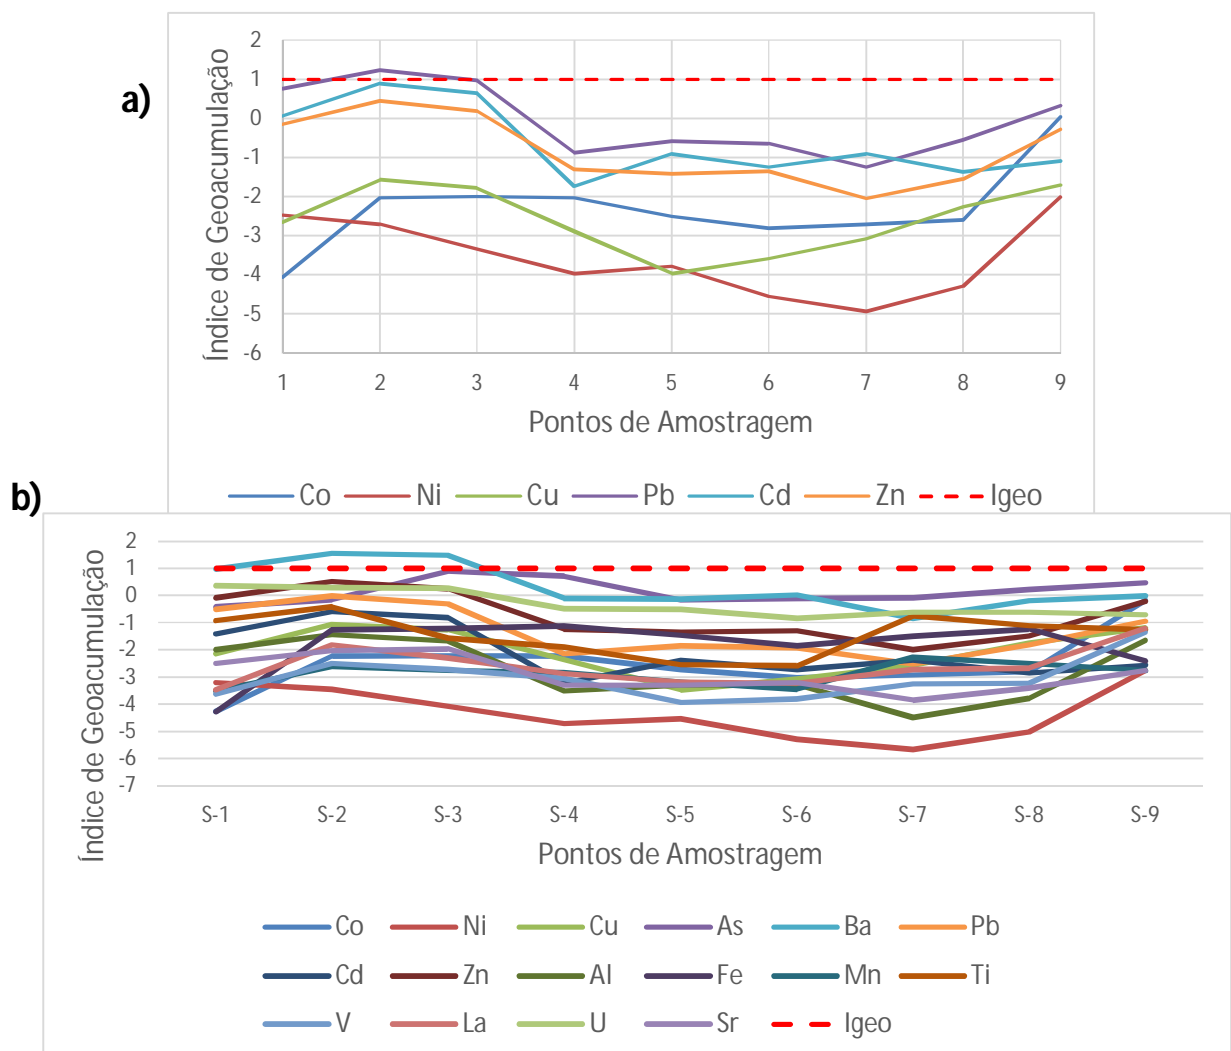 a)
Índice de Geoacumulação
2
1
0
-1
-2
-3
-4
-5
-6
1 2 3 4 5 6 7 8 9
Pontos de Amostragem
Co Ni Cu Pb Cd Zn Igeo
b)
Índice de Geoacumulação
2
1
0
-1
-2
-3
-4
-5
-6
-7
S-1 S-2 S-3 S-4 S-5 S-6 S-7 S-8 S-9
Pontos de Amostragem
Co Ni Cu As Ba Pb
Cd Zn Al Fe Mn Ti
V La U Sr Igeo